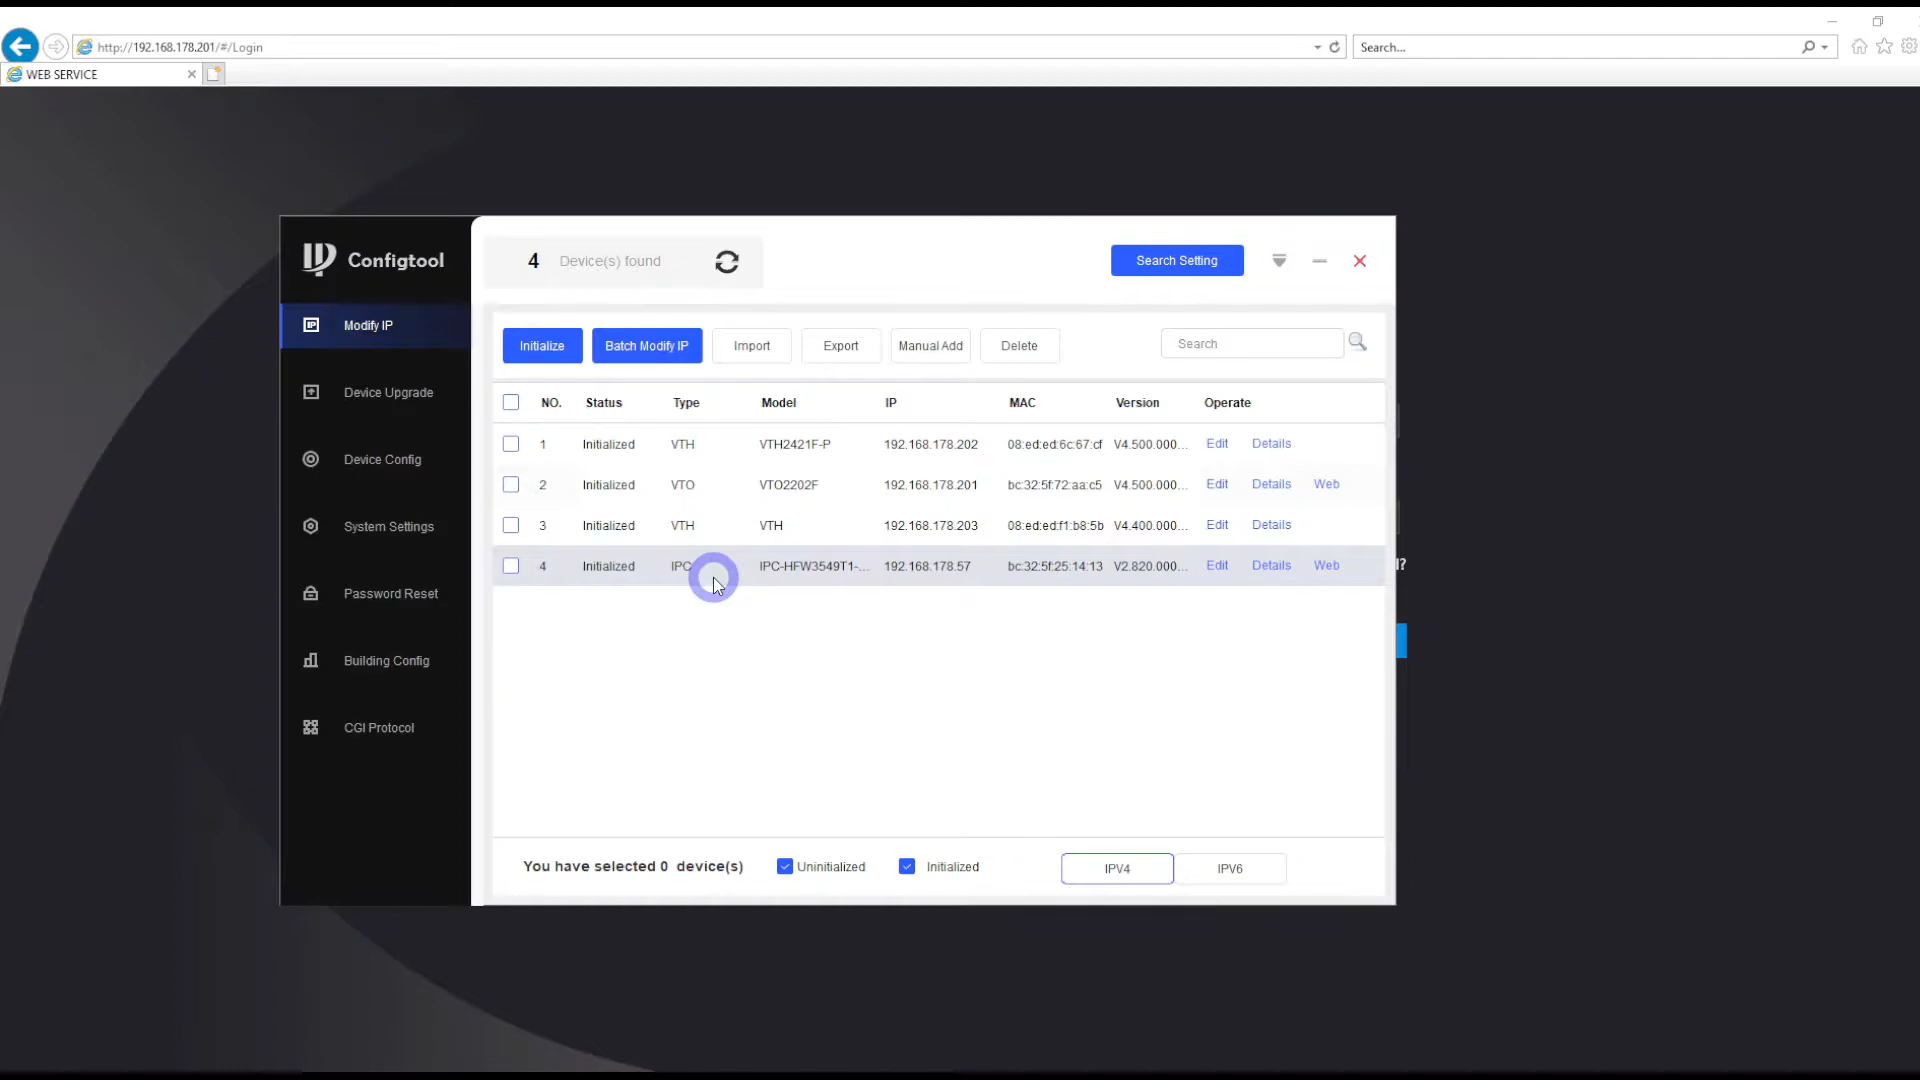 http://192.168.178.201/#/Login
Search...
WEB SERVICE
Configtool
4 Device(s) found
Search Setting
Modify IP
Initialize
Batch Modify IP
Import
Export
Manual Add
Delete
Search
NO. Status Type Model IP MAC Version Operate
1 Initialized VTH VTH2421F-P 192.168.178.202 08:ed:ed:6c:67:cf V4.500.000... Edit Details
2 Initialized VTO VTO2202F 192.168.178.201 bc:32:5f:72:aa:c5 V4.500.000... Edit Details Web
3 Initialized VTH VTH 192.168.178.203 08:ed:ed:f1:b8:5b V4.400.000... Edit Details
4 Initialized IPC IPC-HFW3549T1-... 192.168.178.57 bc:32:5f:25:14:13 V2.820.000... Edit Details Web
Device Upgrade
Device Config
System Settings
Password Reset
Building Config
CGI Protocol
You have selected 0 device(s)
Uninitialized
Initialized
IPV4
IPV6